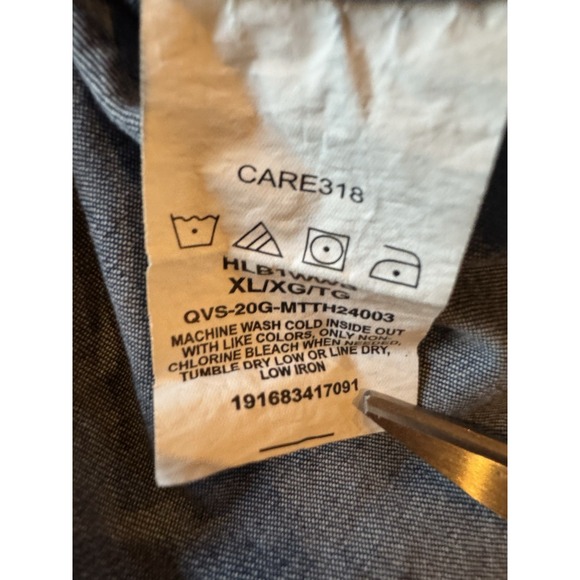 CARE318
XL/XG/TG
QVS-20G-MTTH24003
MACHINE WASH COLD INSIDE OUT
WITH LIKE COLORS, ONLY NON-
CHLORINE BLEACH WHEN NEEDED,
TUMBLE DRY LOW OR LINE DRY,
LOW IRON
191683417091